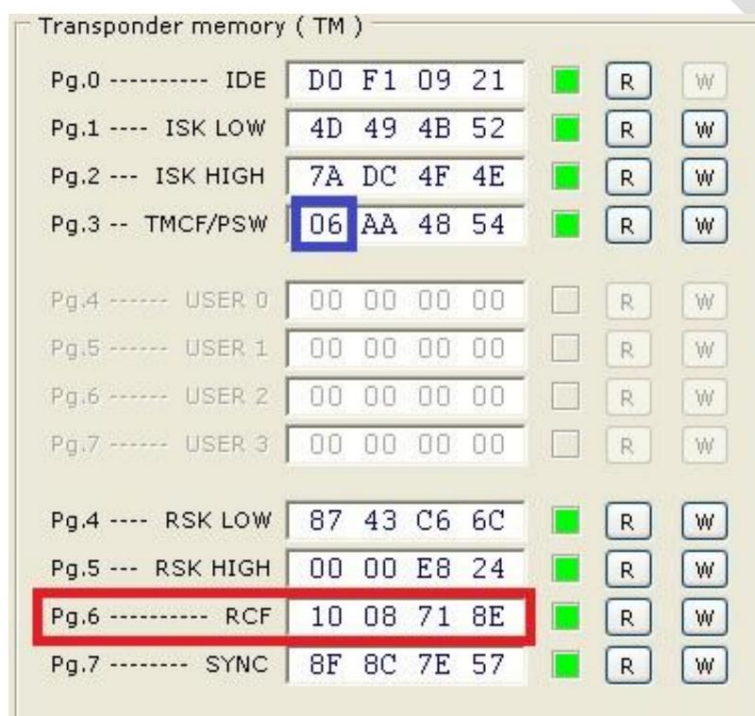 Transponder memory ( TM )
Pg.0 ---------- IDE D0 F1 09 21 R W
Pg.1 ---- ISK LOW 4D 49 4B 52 R W
Pg.2 --- ISK HIGH 7A DC 4F 4E R W
Pg.3 -- TMCF/PSW 06 AA 48 54 R W
Pg.4 ------ USER 0 00 00 00 00 R W
Pg.5 ------ USER 1 00 00 00 00 R W
Pg.6 ------ USER 2 00 00 00 00 R W
Pg.7 ------ USER 3 00 00 00 00 R W
Pg.4 ---- RSK LOW 87 43 C6 6C R W
Pg.5 --- RSK HIGH 00 00 E8 24 R W
Pg.6 ---------- RCF 10 08 71 8E R W
Pg.7 -------- SYNC 8F 8C 7E 57 R W